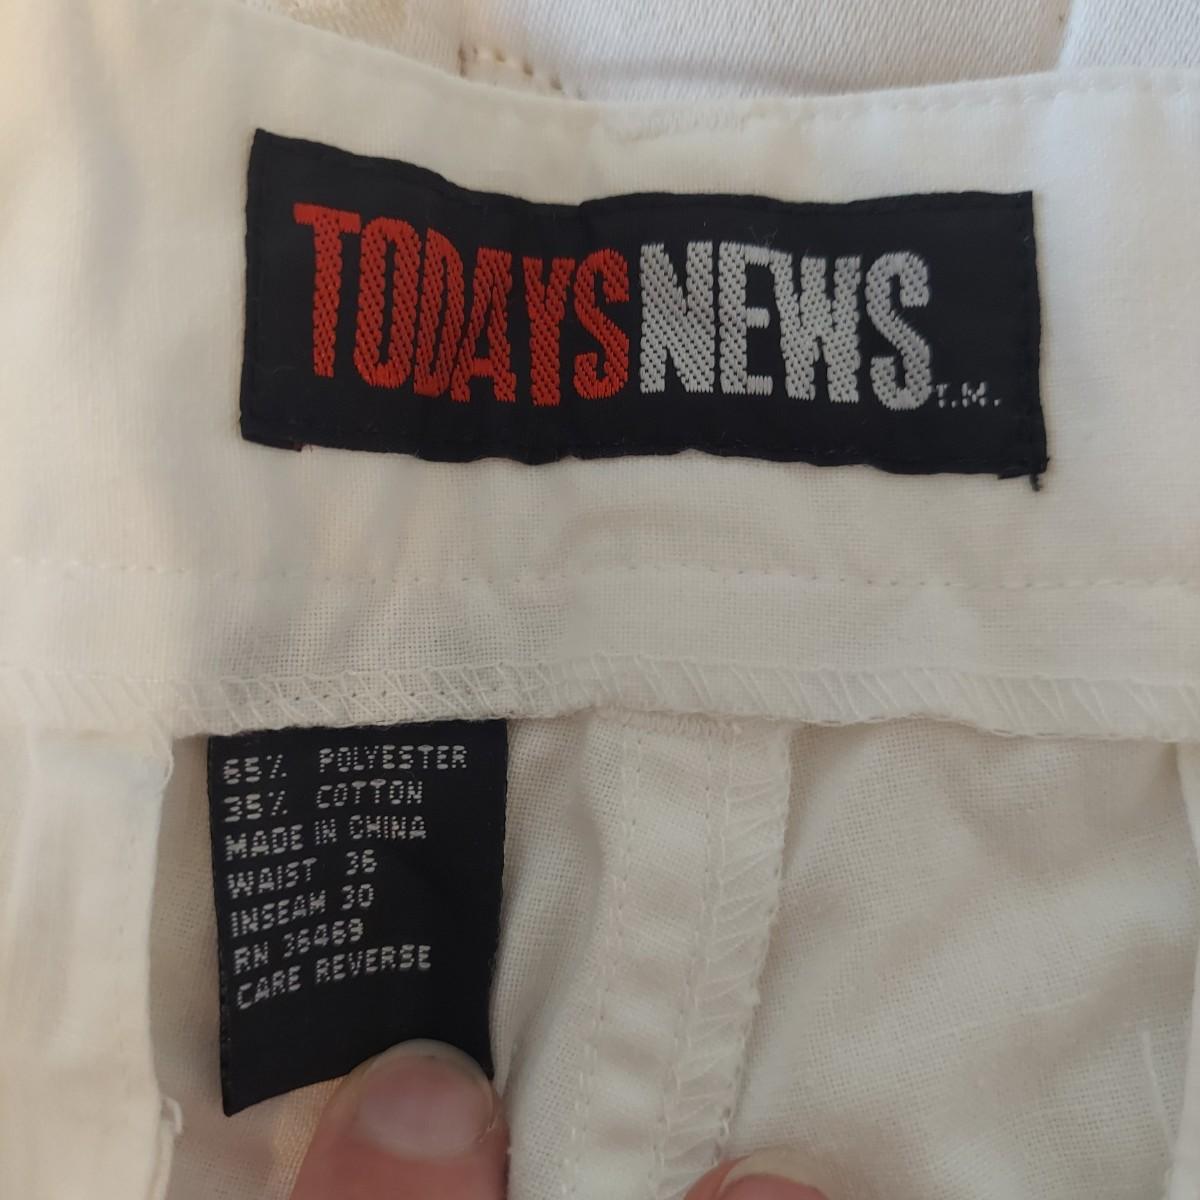 TODAYSNEWS T.M.
65% POLYESTER
35% COTTON
MADE IN CHINA
WAIST 36
INSEAM 30
RN 36469
CARE REVERSE